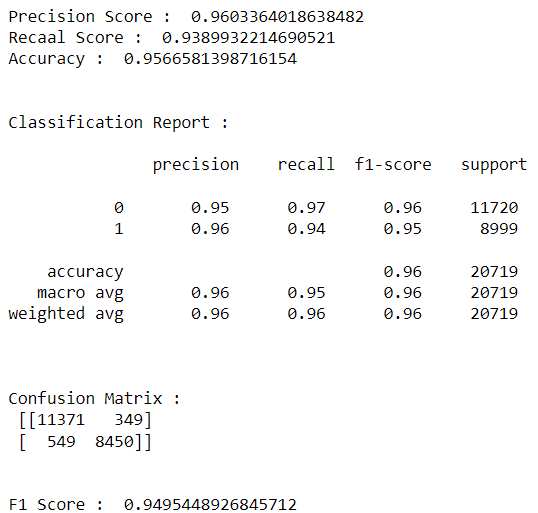 Precision Score :  0.9603364018638482
Recaal Score :  0.9389932214690521
Accuracy :  0.9566581398716154
Classification Report :
precision    recall  f1-score   support
0       0.95      0.97      0.96     11720
1       0.96      0.94      0.95      8999
accuracy                           0.96     20719
macro avg       0.96      0.95      0.96     20719
weighted avg       0.96      0.96      0.96     20719
Confusion Matrix :
[[11371   349]
[  549  8450]]
F1 Score :  0.9495448926845712